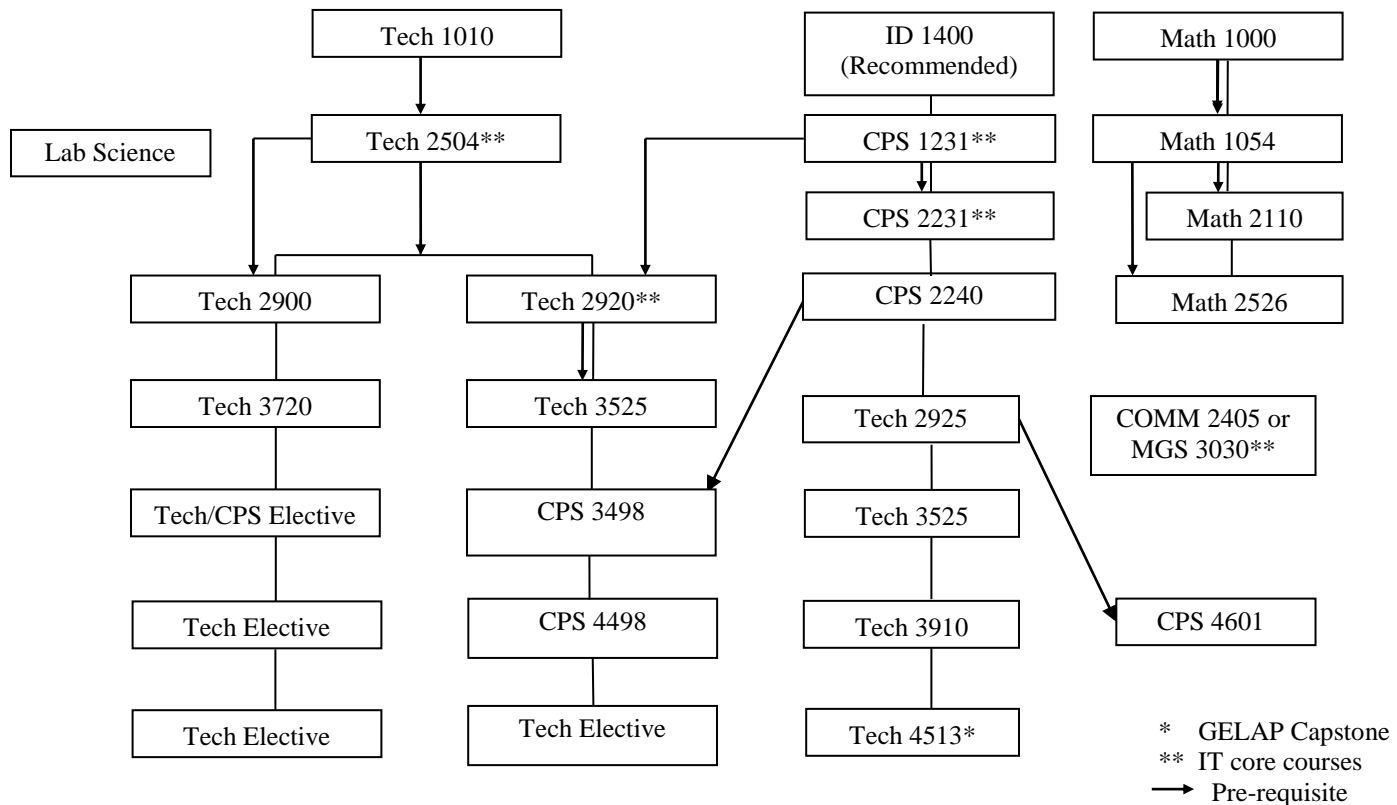 Tech 1010
ID 1400
(Recommended)
Math 1000
Lab Science
Tech 2504**
CPS 1231**
Math 1054
CPS 2231**
Math 2110
Tech 2900
Tech 2920**
CPS 2240
Math 2526
Tech 3720
Tech 3525
Tech 2925
COMM 2405 or
MGS 3030**
Tech/CPS Elective
CPS 3498
Tech 3525
Tech Elective
CPS 4498
Tech 3910
CPS 4601
Tech Elective
Tech Elective
Tech 4513*
* GELAP Capstone
** IT core courses
Pre-requisite